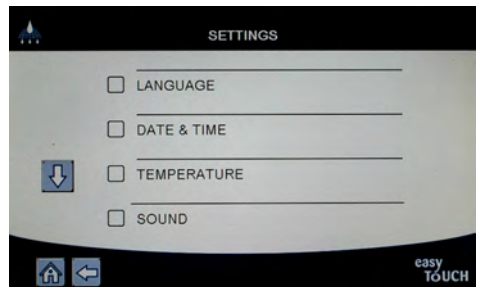 SETTINGS
LANGUAGE
DATE & TIME
TEMPERATURE
SOUND
easy
TOUCH